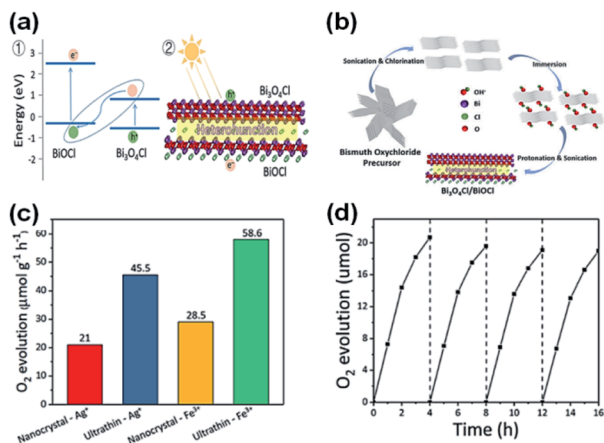 (a)
①
②
Energy (eV)
3
2
1
0
-1
-2
e⁻
h⁺
BiOCl
Bi₃O₄Cl
h⁺
Bi₃O₄Cl
Heterojunction
e⁻
BiOCl
(b)
Sonication & Chlorination
Immersion
OH⁻
Bi
Cl
O
Bismuth Oxychloride
Precursor
Protonation & Sonication
Bi₃O₄Cl/BiOCl
(c)
O₂ evolution (μmol g⁻¹ h⁻¹)
60
50
40
30
20
10
0
21
45.5
28.5
58.6
Nanocrystal - Ag⁺
Ultrathin - Ag⁺
Nanocrystal - Fe³⁺
Ultrathin - Fe³⁺
(d)
O₂ evolution (umol)
24
20
16
12
8
4
0
0 2 4 6 8 10 12 14 16
Time (h)